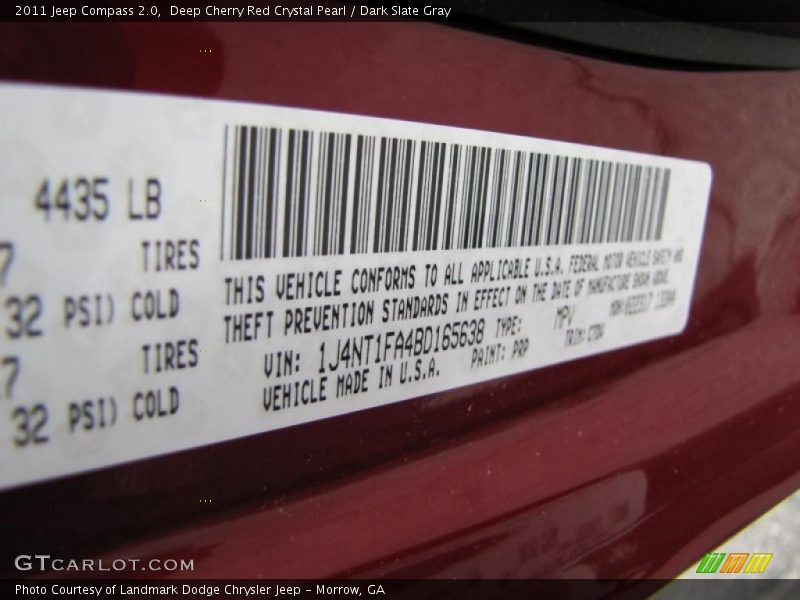 2011 Jeep Compass 2.0,  Deep Cherry Red Crystal Pearl / Dark Slate Gray
4435 LB
7 TIRES
32 PSI) COLD
7 TIRES
32 PSI) COLD
THIS VEHICLE CONFORMS TO ALL APPLICABLE U.S.A. FEDERAL MOTOR VEHICLE SAFETY AND
THEFT PREVENTION STANDARDS IN EFFECT ON THE DATE OF MANUFACTURE SHOWN ABOVE.
VIN: 1J4NT1FA4BD165638 TYPE: MPV
VEHICLE MADE IN U.S.A. PAINT: PRP TRIM:
GTCARLOT.COM
Photo Courtesy of Landmark Dodge Chrysler Jeep - Morrow, GA